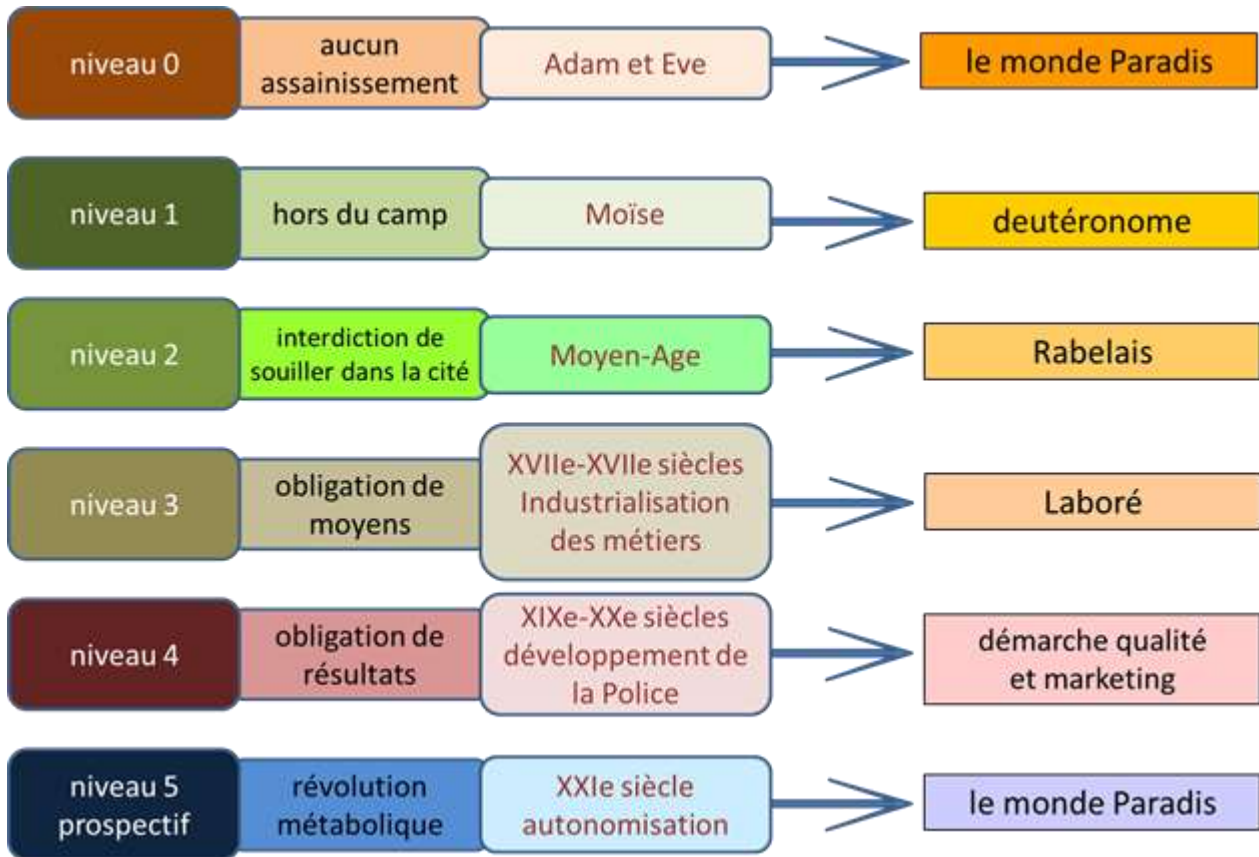 niveau 0
aucun
assainissement
Adam et Eve
le monde Paradis
niveau 1
hors du camp
Moïse
deutéronome
niveau 2
interdiction de
souiller dans la cité
Moyen-Age
Rabelais
niveau 3
obligation de
moyens
XVIIe-XVIIe siècles
Industrialisation
des métiers
Laboré
niveau 4
obligation de
résultats
XIXe-XXe siècles
développement de
la Police
démarche qualité
et marketing
niveau 5
prospectif
révolution
métabolique
XXIe siècle
autonomisation
le monde Paradis